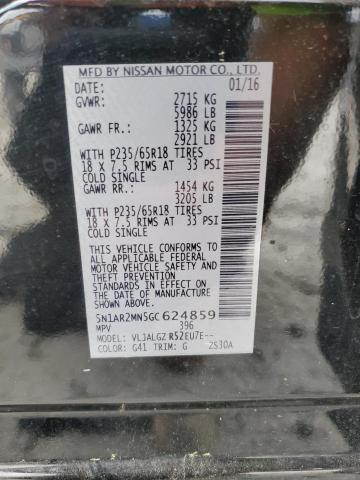 MFD BY NISSAN MOTOR CO., LTD.
DATE: 01/16
GVWR: 2715 KG
5986 LB
GAWR FR.: 1325 KG
2921 LB
WITH P235/65R18 TIRES
18 X 7.5 RIMS AT 33 PSI
COLD SINGLE
GAWR RR.: 1454 KG
3205 LB
WITH P235/65R18 TIRES
18 X 7.5 RIMS AT 33 PSI
COLD SINGLE
THIS VEHICLE CONFORMS TO
ALL APPLICABLE FEDERAL
MOTOR VEHICLE SAFETY
AND THEFT PREVENTION
STANDARDS IN EFFECT ON
THE DATE OF MANUFACTURE
SHOWN ABOVE.
5N1AR2MN5GC 624859
MPV 396
MODEL: VLJALGZ R52EU7E--
COLOR: G41 TRIM: G 2S30A